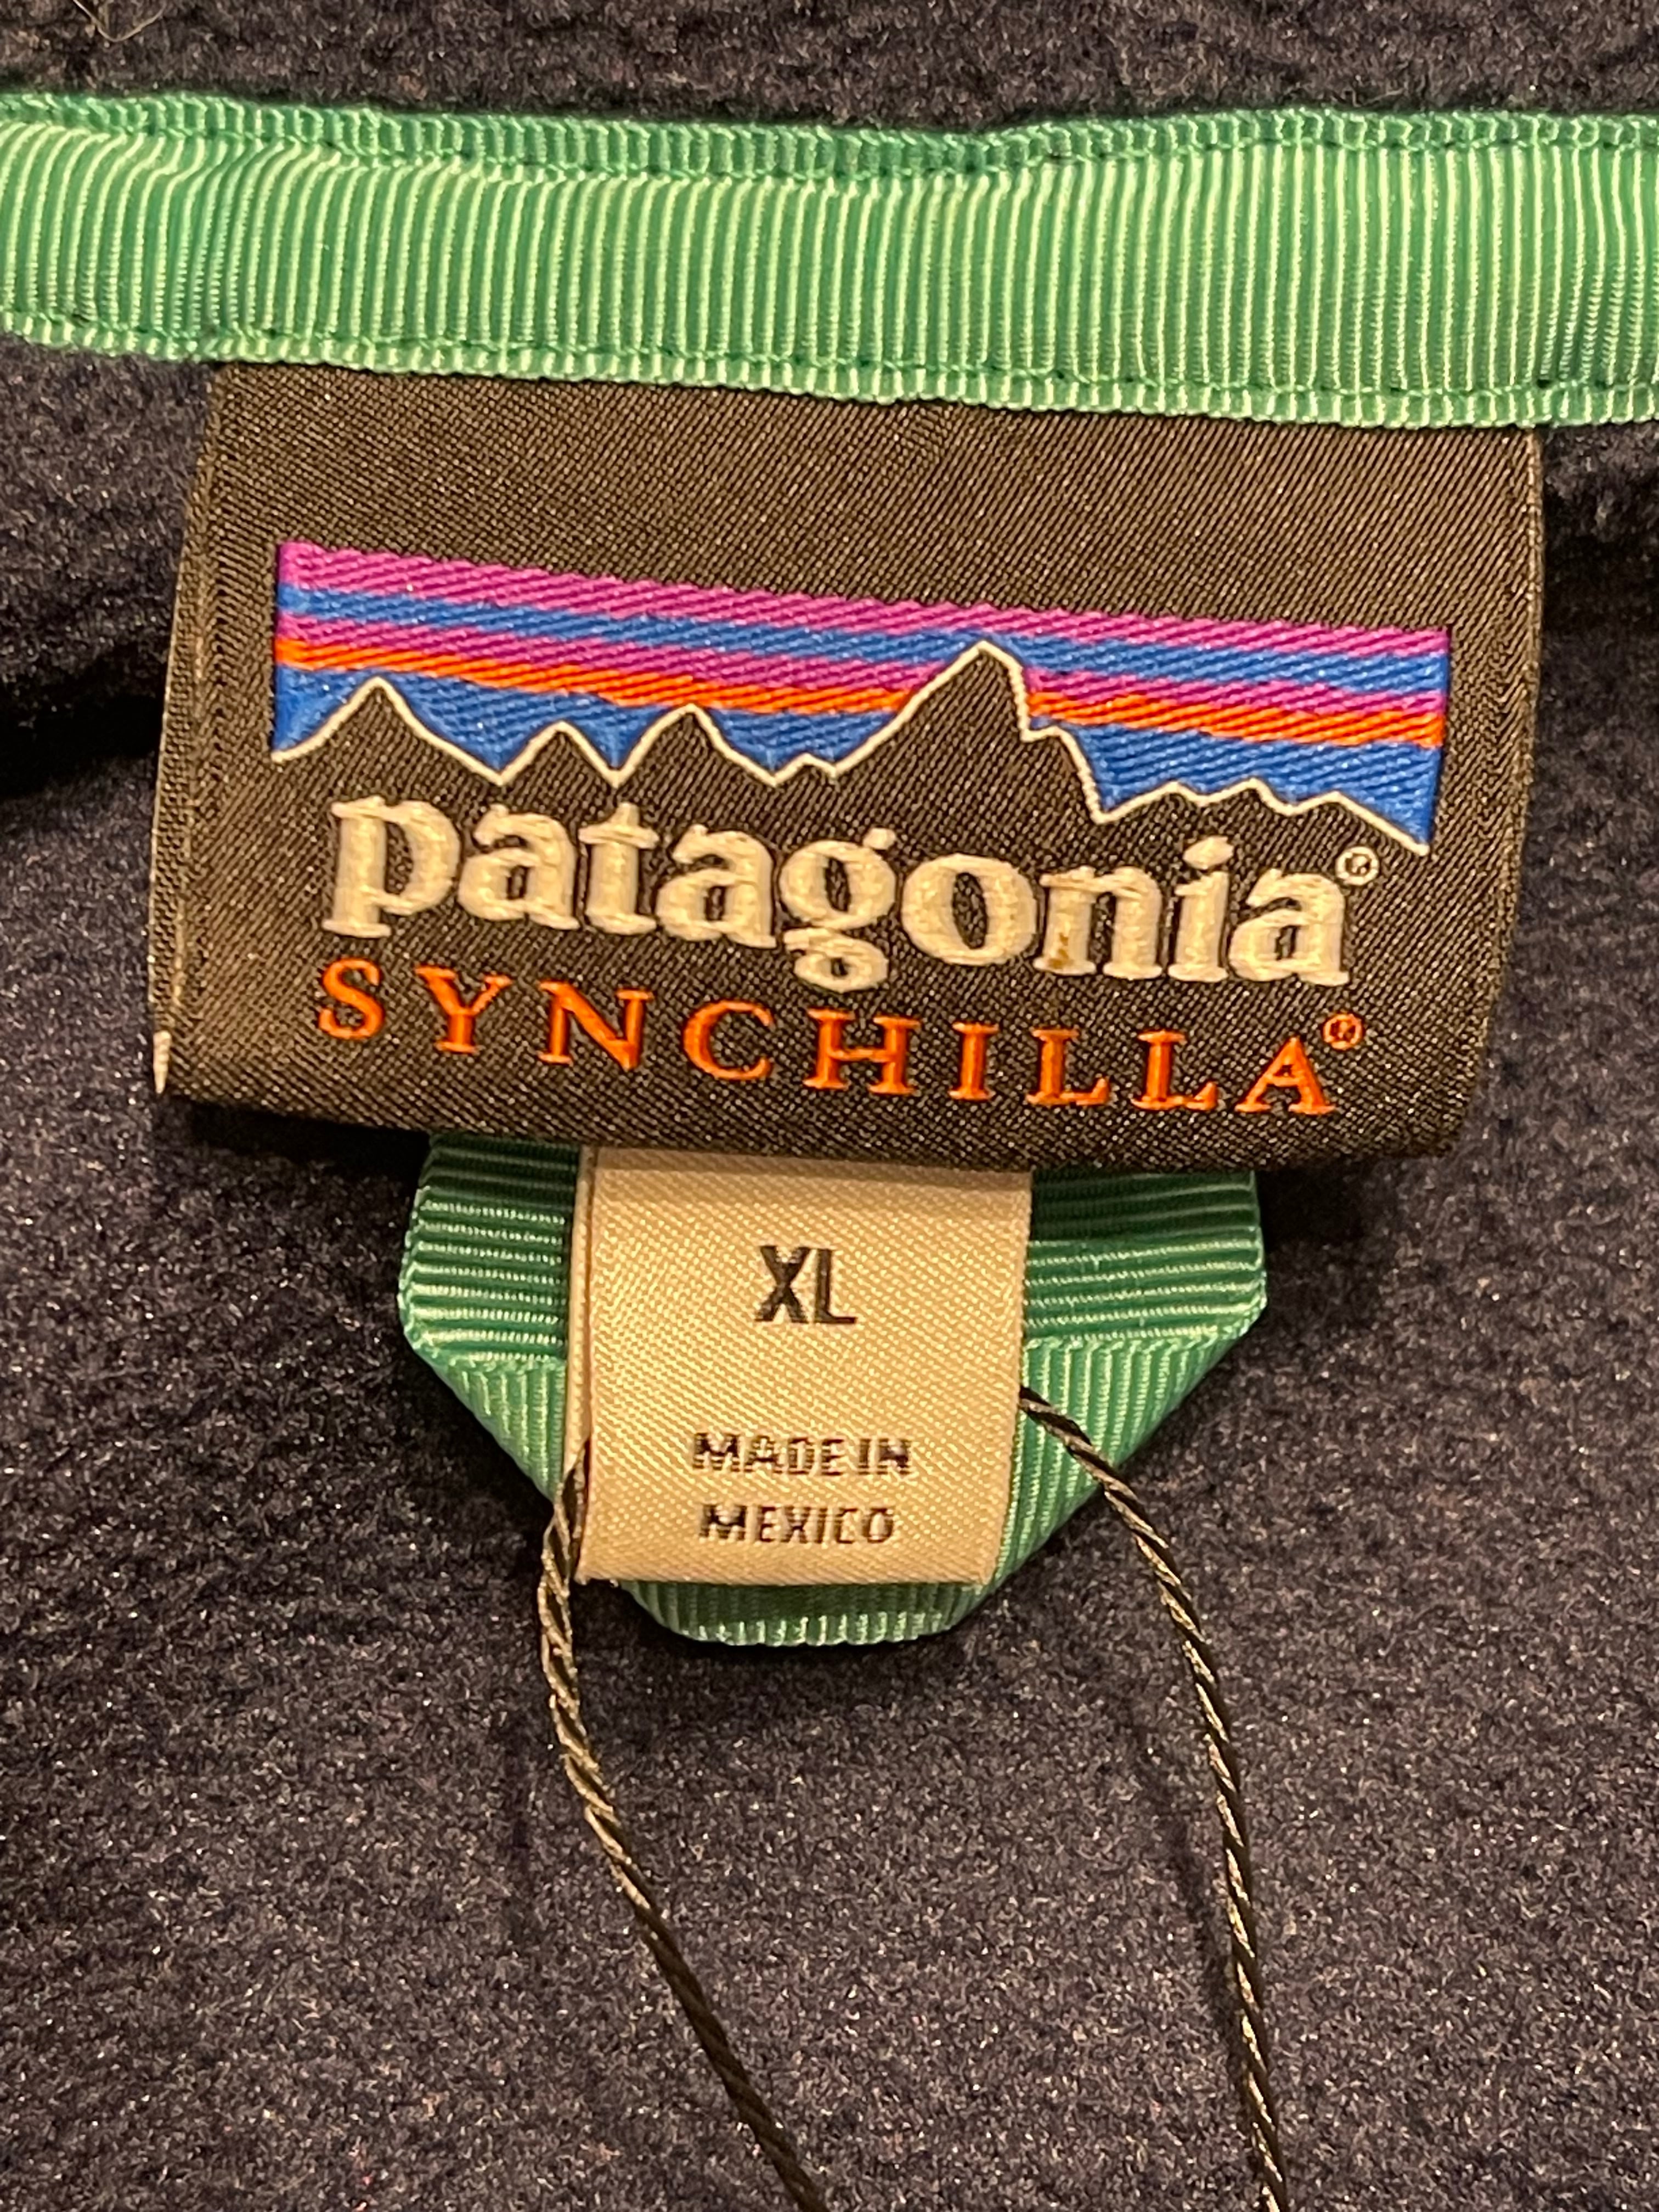 patagonia®
SYNCHILLA®
XL
MADE IN
MEXICO